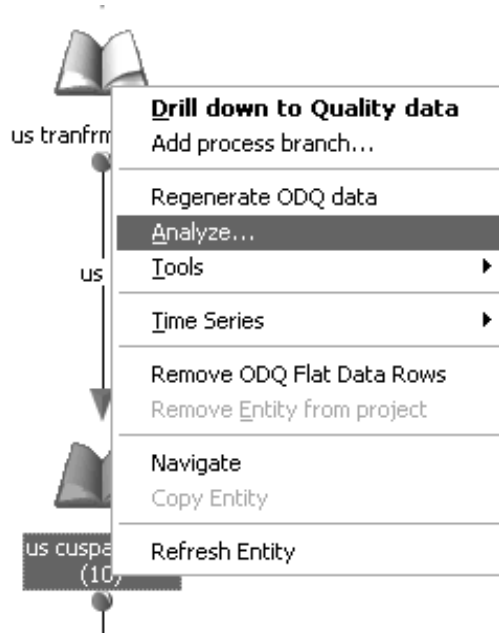 us tranfrm
Drill down to Quality data
Add process branch...
Regenerate ODQ data
Analyze...
us
Tools
Time Series
Remove ODQ Flat Data Rows
Remove Entity from project
Navigate
Copy Entity
us cuspa
(10)
Refresh Entity